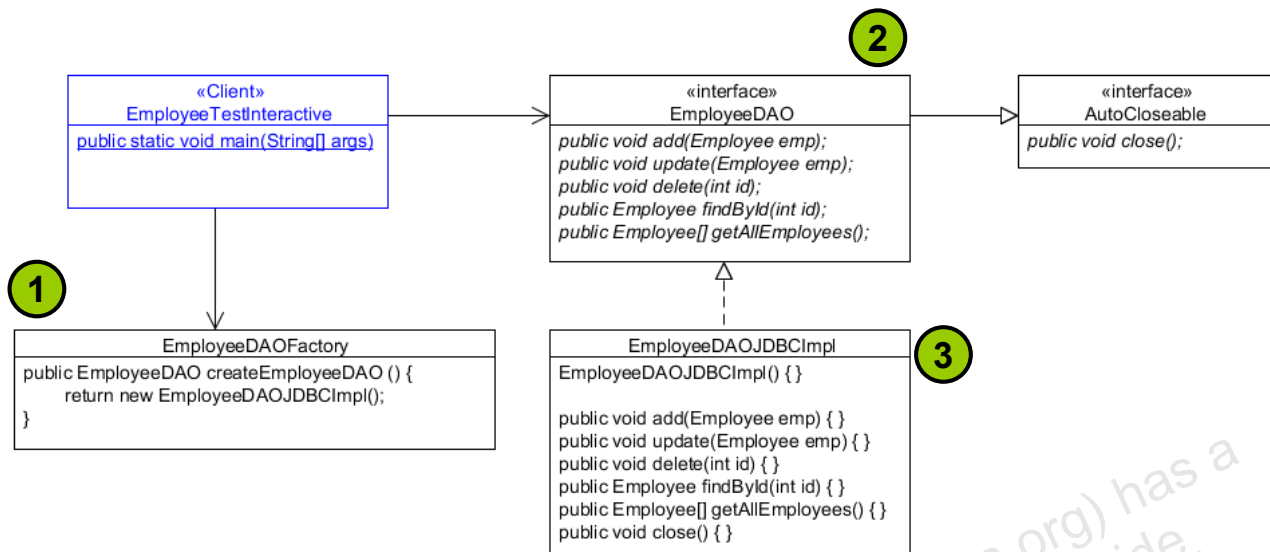 2
«Client»
EmployeeTestInteractive
public static void main(String[] args)
«interface»
EmployeeDAO
public void add(Employee emp);
public void update(Employee emp);
public void delete(int id);
public Employee findById(int id);
public Employee[] getAllEmployees();
«interface»
AutoCloseable
public void close();
1
EmployeeDAOFactory
public EmployeeDAO createEmployeeDAO () {
return new EmployeeDAOJDBCImpl();
}
3
EmployeeDAOJDBCImpl
EmployeeDAOJDBCImpl() { }
public void add(Employee emp) { }
public void update(Employee emp) { }
public void delete(int id) { }
public Employee findById(int id) { }
public Employee[] getAllEmployees() { }
public void close() { }
org) has a